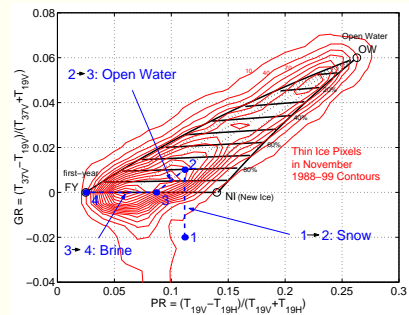 GR = (T37V−T19V)/(T37V+T19V)
0.08
0.06
0.04
0.02
0
−0.02
−0.04
Open Water
OW
10
40
20%
40%
60%
80%
2→3: Open Water
Thin Ice Pixels
in November
1988−99 Contours
first−year
FY
4
3
2
NI (New Ice)
1
3→4: Brine
1→2: Snow
0
0.05
0.1
0.15
0.2
0.25
0.3
PR = (T19V−T19H)/(T19V+T19H)